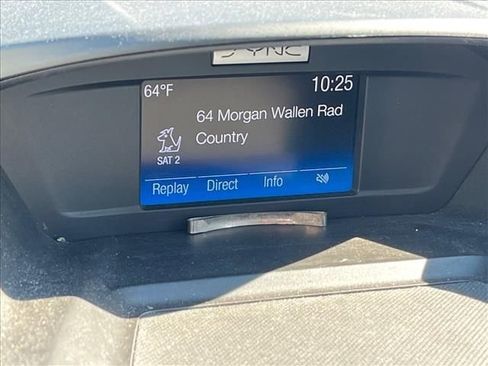 SYNC
64°F 10:25
64 Morgan Wallen Rad
Country
SAT 2
Replay Direct Info